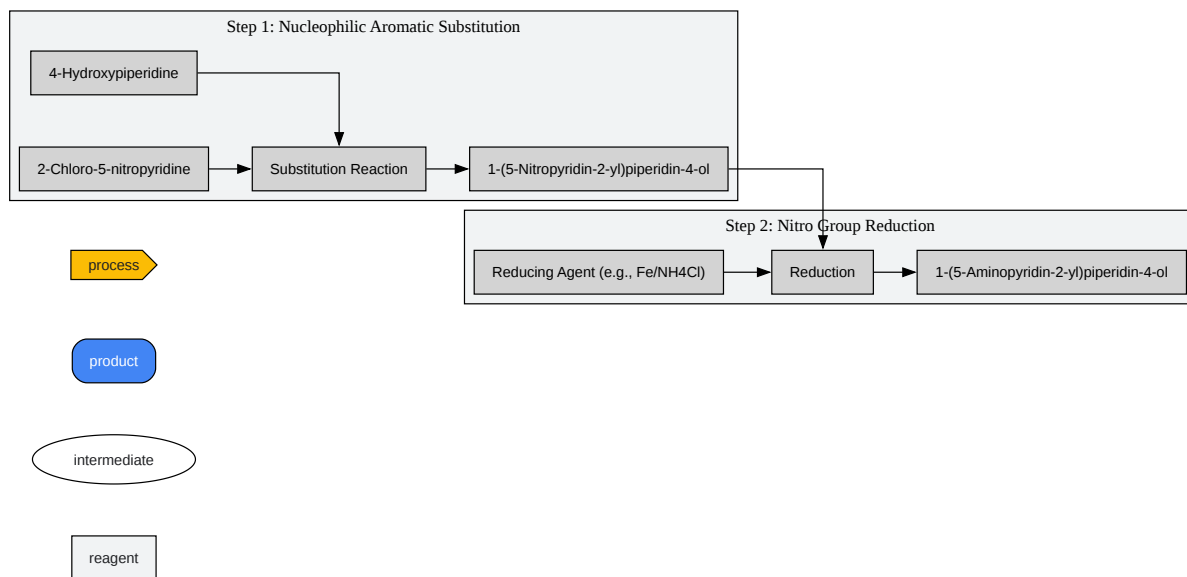 Step 1: Nucleophilic Aromatic Substitution
4-Hydroxypiperidine
2-Chloro-5-nitropyridine
Substitution Reaction
1-(5-Nitropyridin-2-yl)piperidin-4-ol
Step 2: Nitro Group Reduction
Reducing Agent (e.g., Fe/NH4Cl)
Reduction
1-(5-Aminopyridin-2-yl)piperidin-4-ol
process
product
intermediate
reagent